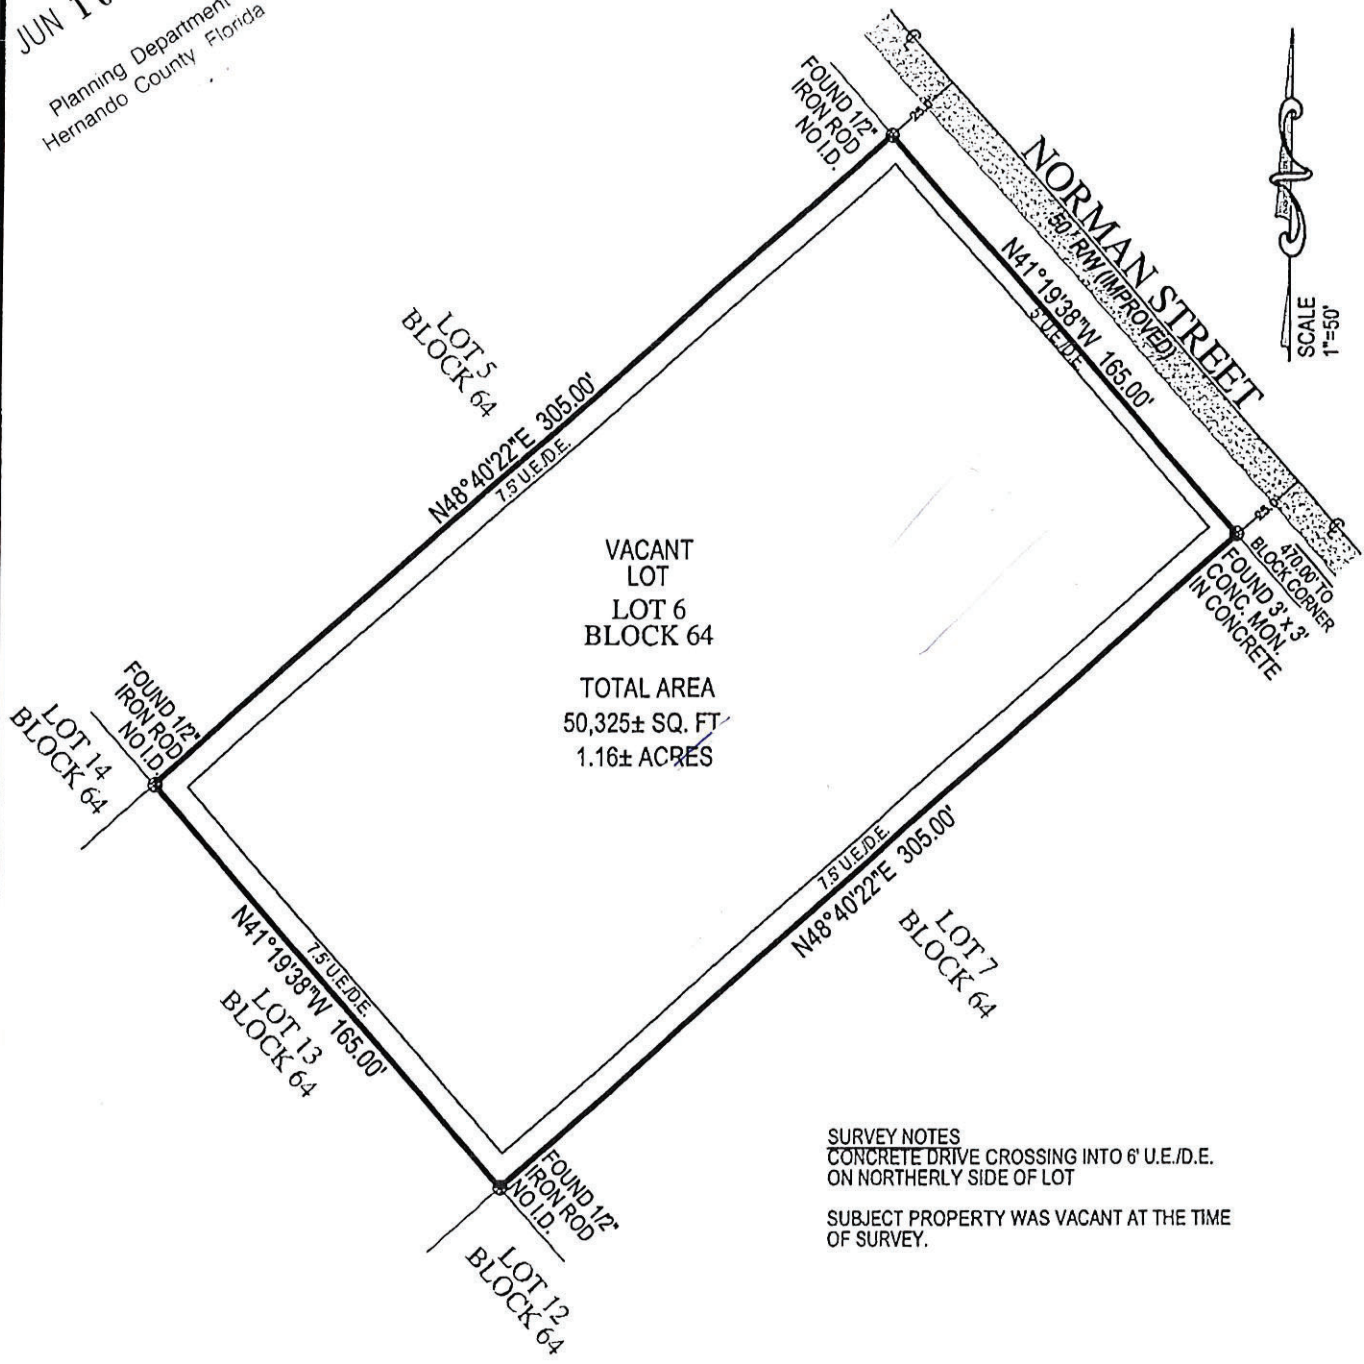 JUN
Planning Department
Hernando County Florida
FOUND 1/2"
IRON ROD
NO I.D.
25.0'
NORMAN STREET
50' R/W (IMPROVED)
N41°19'38"W 165.00'
5' U.E./D.E.
SCALE
1"=50'
LOT 5
BLOCK 64
N48°40'22"E 305.00'
7.5' U.E./D.E.
VACANT
LOT
LOT 6
BLOCK 64
TOTAL AREA
50,325± SQ. FT
1.16± ACRES
470.00' TO
BLOCK CORNER
FOUND 3' x 3'
CONC. MON.
IN CONCRETE
FOUND 1/2"
IRON ROD
NO I.D.
LOT 14
BLOCK 64
7.5' U.E./D.E.
N48°40'22"E 305.00'
LOT 7
BLOCK 64
7.5' U.E./D.E.
N41°19'38"W 165.00'
LOT 13
BLOCK 64
FOUND 1/2"
IRON ROD
NO I.D.
LOT 12
BLOCK 64
SURVEY NOTES
CONCRETE DRIVE CROSSING INTO 6' U.E./D.E.
ON NORTHERLY SIDE OF LOT
SUBJECT PROPERTY WAS VACANT AT THE TIME
OF SURVEY.